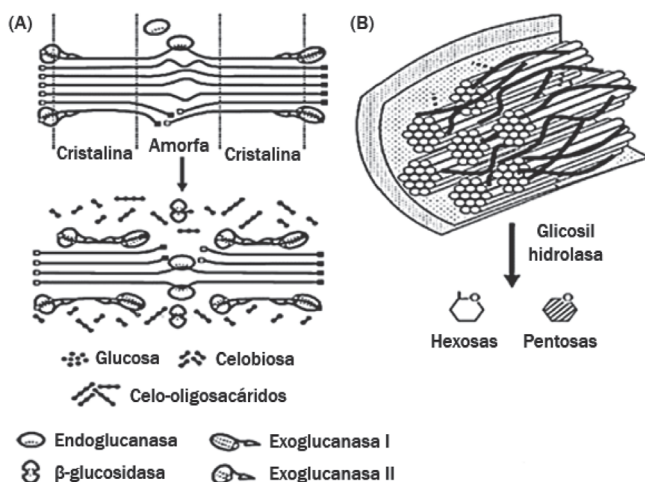 (A)
Cristalina Amorfa Cristalina
Glucosa Celobiosa
Celo-oligosacáridos
Endoglucanasa Exoglucanasa I
β-glucosidasa Exoglucanasa II
(B)
Glicosil
hidrolasa
Hexosas Pentosas